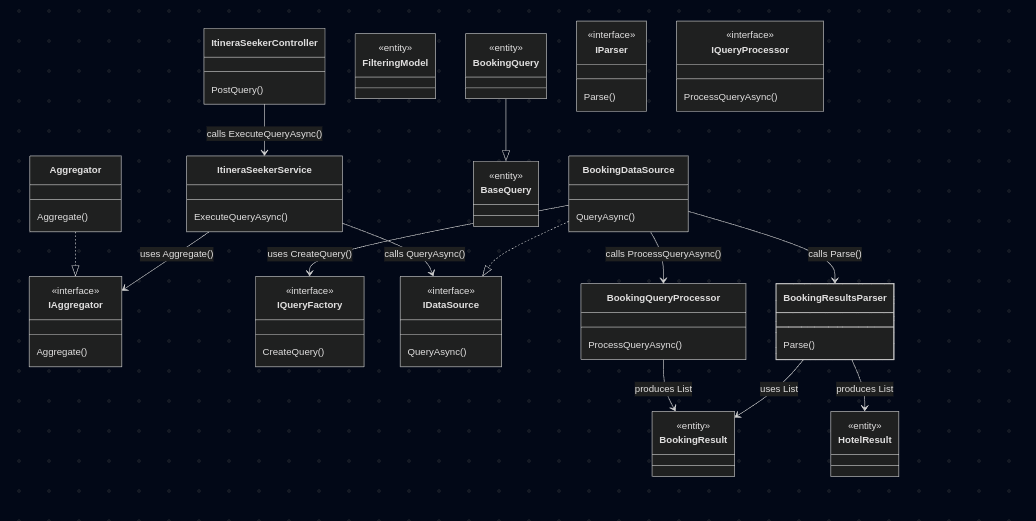 ItineraSeekerController
PostQuery()
«entity»
FilteringModel
«entity»
BookingQuery
«interface»
IParser
Parse()
«interface»
IQueryProcessor
ProcessQueryAsync()
calls ExecuteQueryAsync()
Aggregator
Aggregate()
ItineraSeekerService
ExecuteQueryAsync()
«entity»
BaseQuery
BookingDataSource
QueryAsync()
uses Aggregate()
uses CreateQuery()
calls QueryAsync()
calls ProcessQueryAsync()
calls Parse()
«interface»
IAggregator
Aggregate()
«interface»
IQueryFactory
CreateQuery()
«interface»
IDataSource
QueryAsync()
BookingQueryProcessor
ProcessQueryAsync()
BookingResultsParser
Parse()
produces List
uses List
produces List
«entity»
BookingResult
«entity»
HotelResult